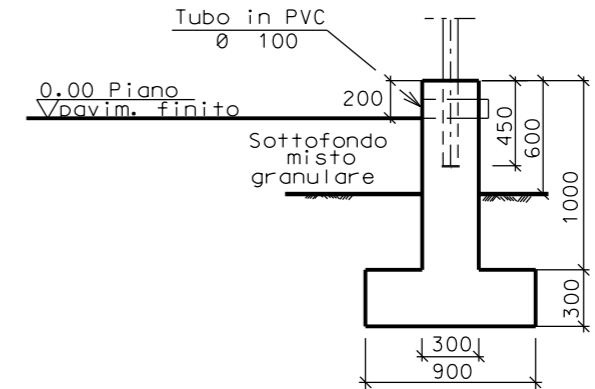 Tubo in PVC
Ø 100
0.00 Piano
pavim. finito
200
450
600
Sottofondo
misto
granulare
1000
300
300
900